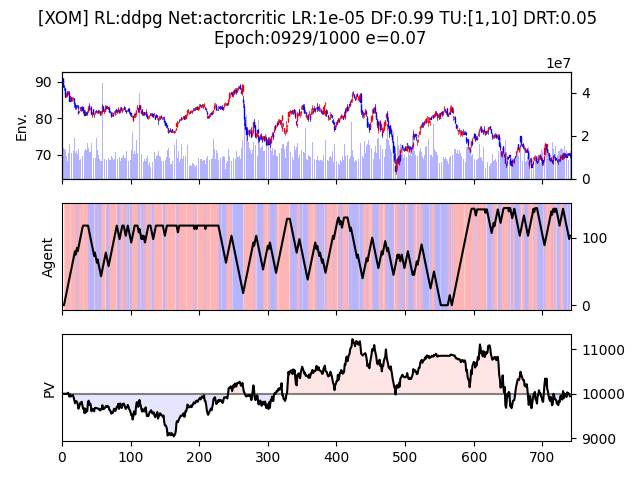 [XOM] RL:ddpg Net:actorcritic LR:1e-05 DF:0.99 TU:[1,10] DRT:0.05
Epoch:0929/1000 e=0.07
1e7
Env.
90
80
70
4
2
0
Agent
100
0
PV
11000
10000
9000
0 100 200 300 400 500 600 700